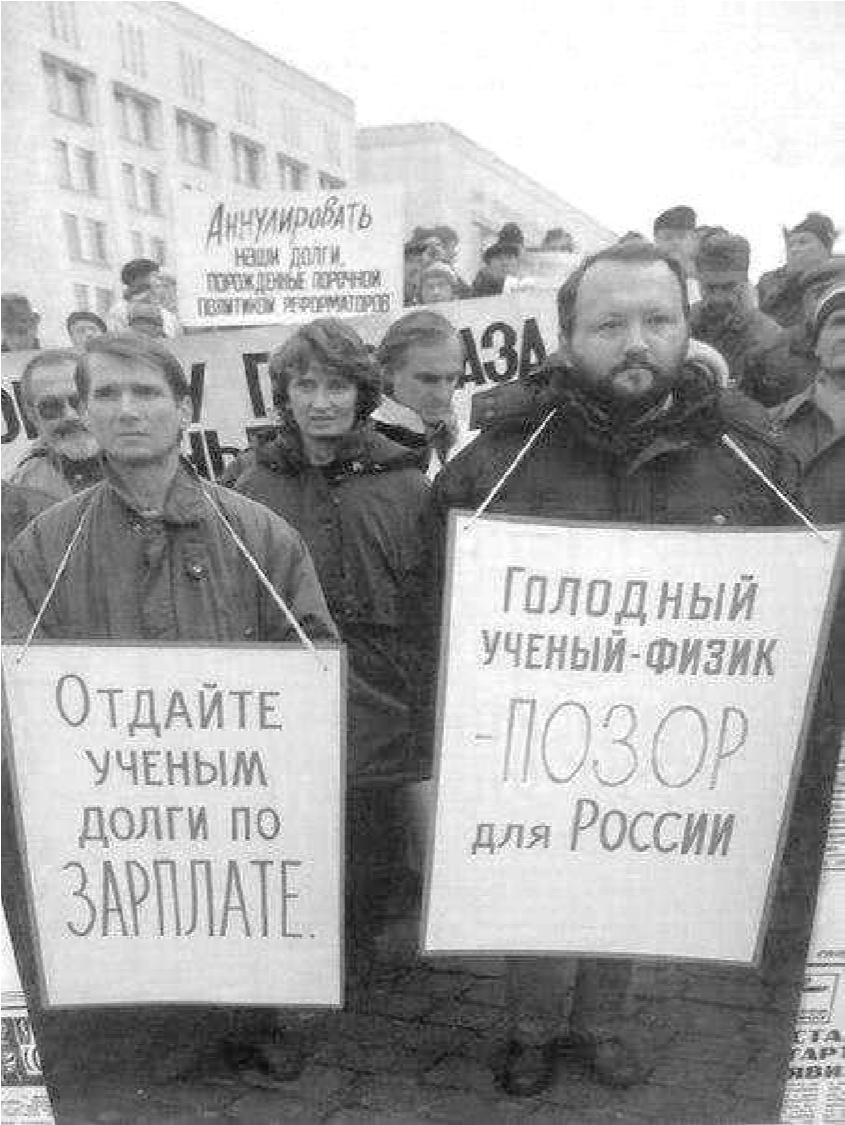 Аннулировать
наши долги,
порожденные порочной
политикой реформаторов
АЗА
Отдайте
ученым
долги по
зарплате.
Голодный
ученый-физик
-позор
для России